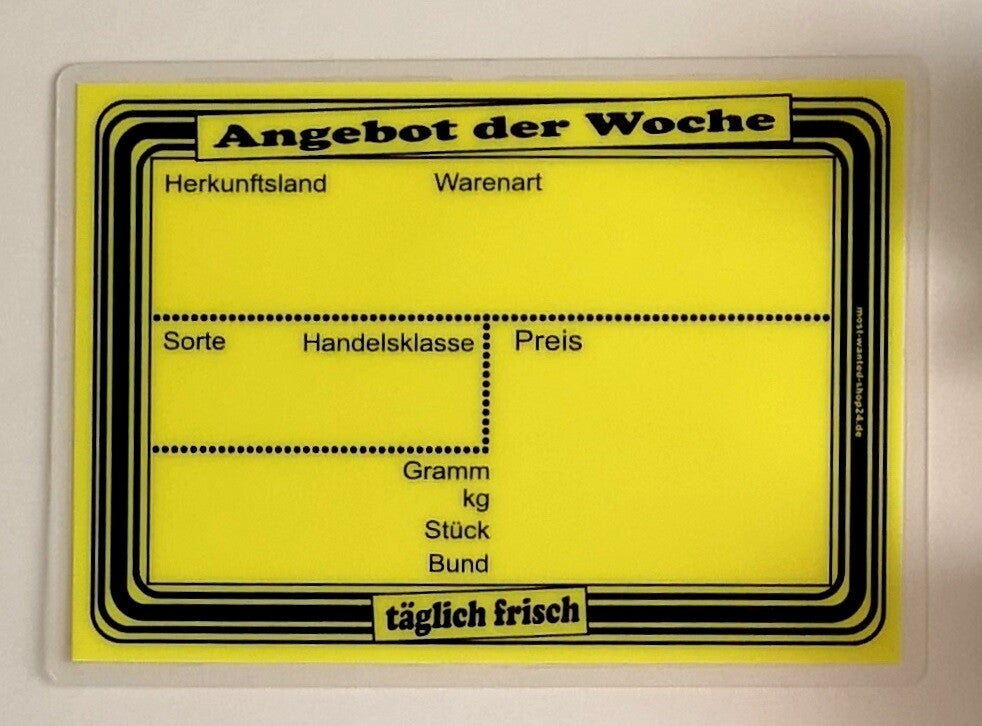 Angebot der Woche
Herkunftsland Warenart
Sorte Handelsklasse Preis
Gramm
kg
Stück
Bund
täglich frisch
most-wanted-shop24.de